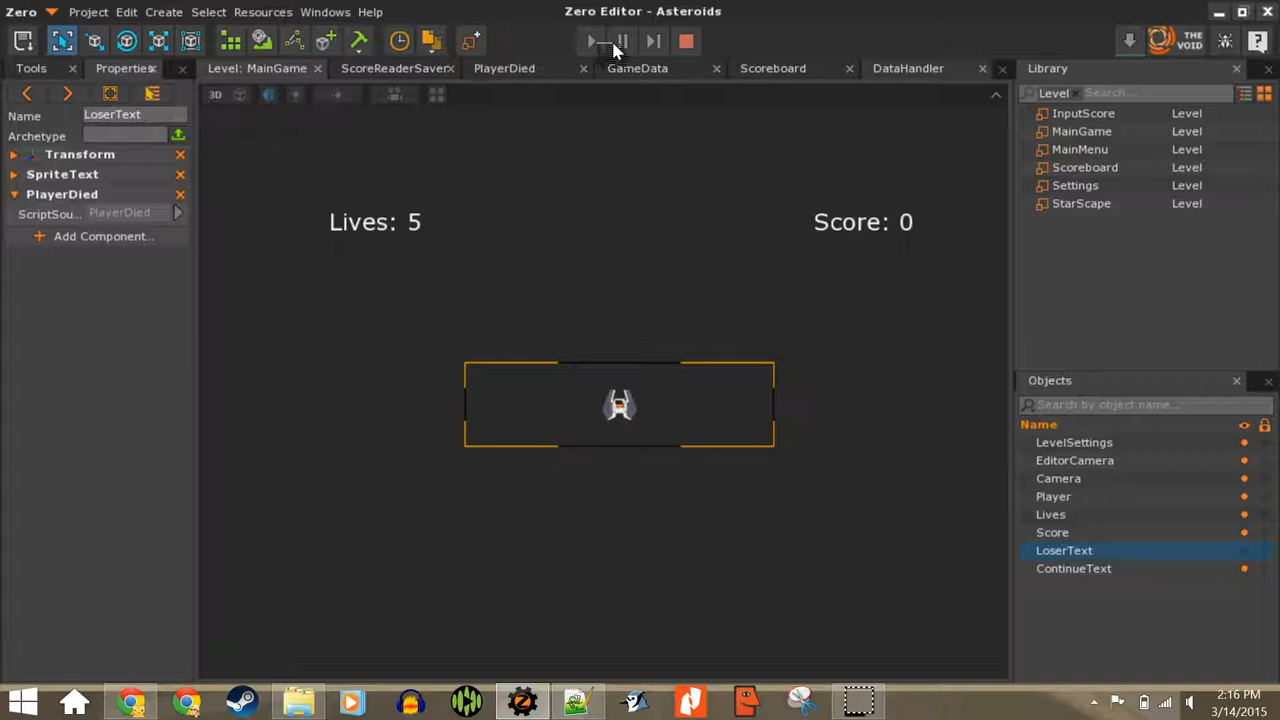 Zero Project Edit Create Select Resources Windows Help Zero Editor - Asteroids
THE VOID
Tools Properties Level: MainGame ScoreReaderSaver PlayerDied GameData Scoreboard DataHandler Library
3D Level Search...
Name LoserText
Archetype
Transform
SpriteText
PlayerDied
ScriptSou... PlayerDied
Add Component...
Lives: 5 Score: 0
InputScore Level
MainGame Level
MainMenu Level
Scoreboard Level
Settings Level
StarScape Level
Objects
Search by object name...
Name
LevelSettings
EditorCamera
Camera
Player
Lives
Score
LoserText
ContinueText
2:16 PM
3/14/2015